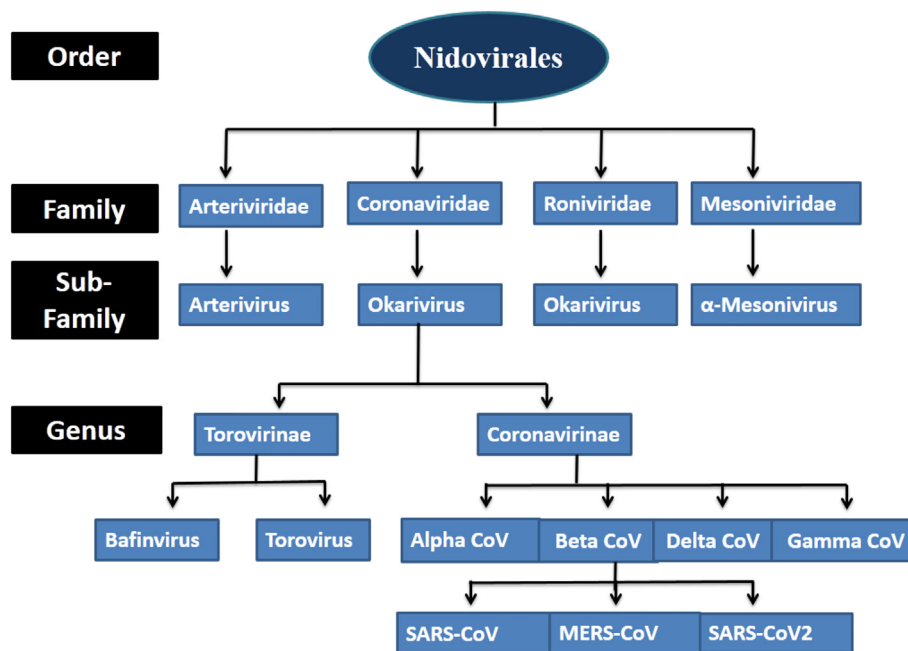 Order
Nidovirales
Family
Arteriviridae
Coronaviridae
Roniviridae
Mesoniviridae
Sub-
Family
Arterivirus
Okarivirus
Okarivirus
α-Mesonivirus
Genus
Torovirinae
Coronavirinae
Bafinvirus
Torovirus
Alpha CoV
Beta CoV
Delta CoV
Gamma CoV
SARS-CoV
MERS-CoV
SARS-CoV2